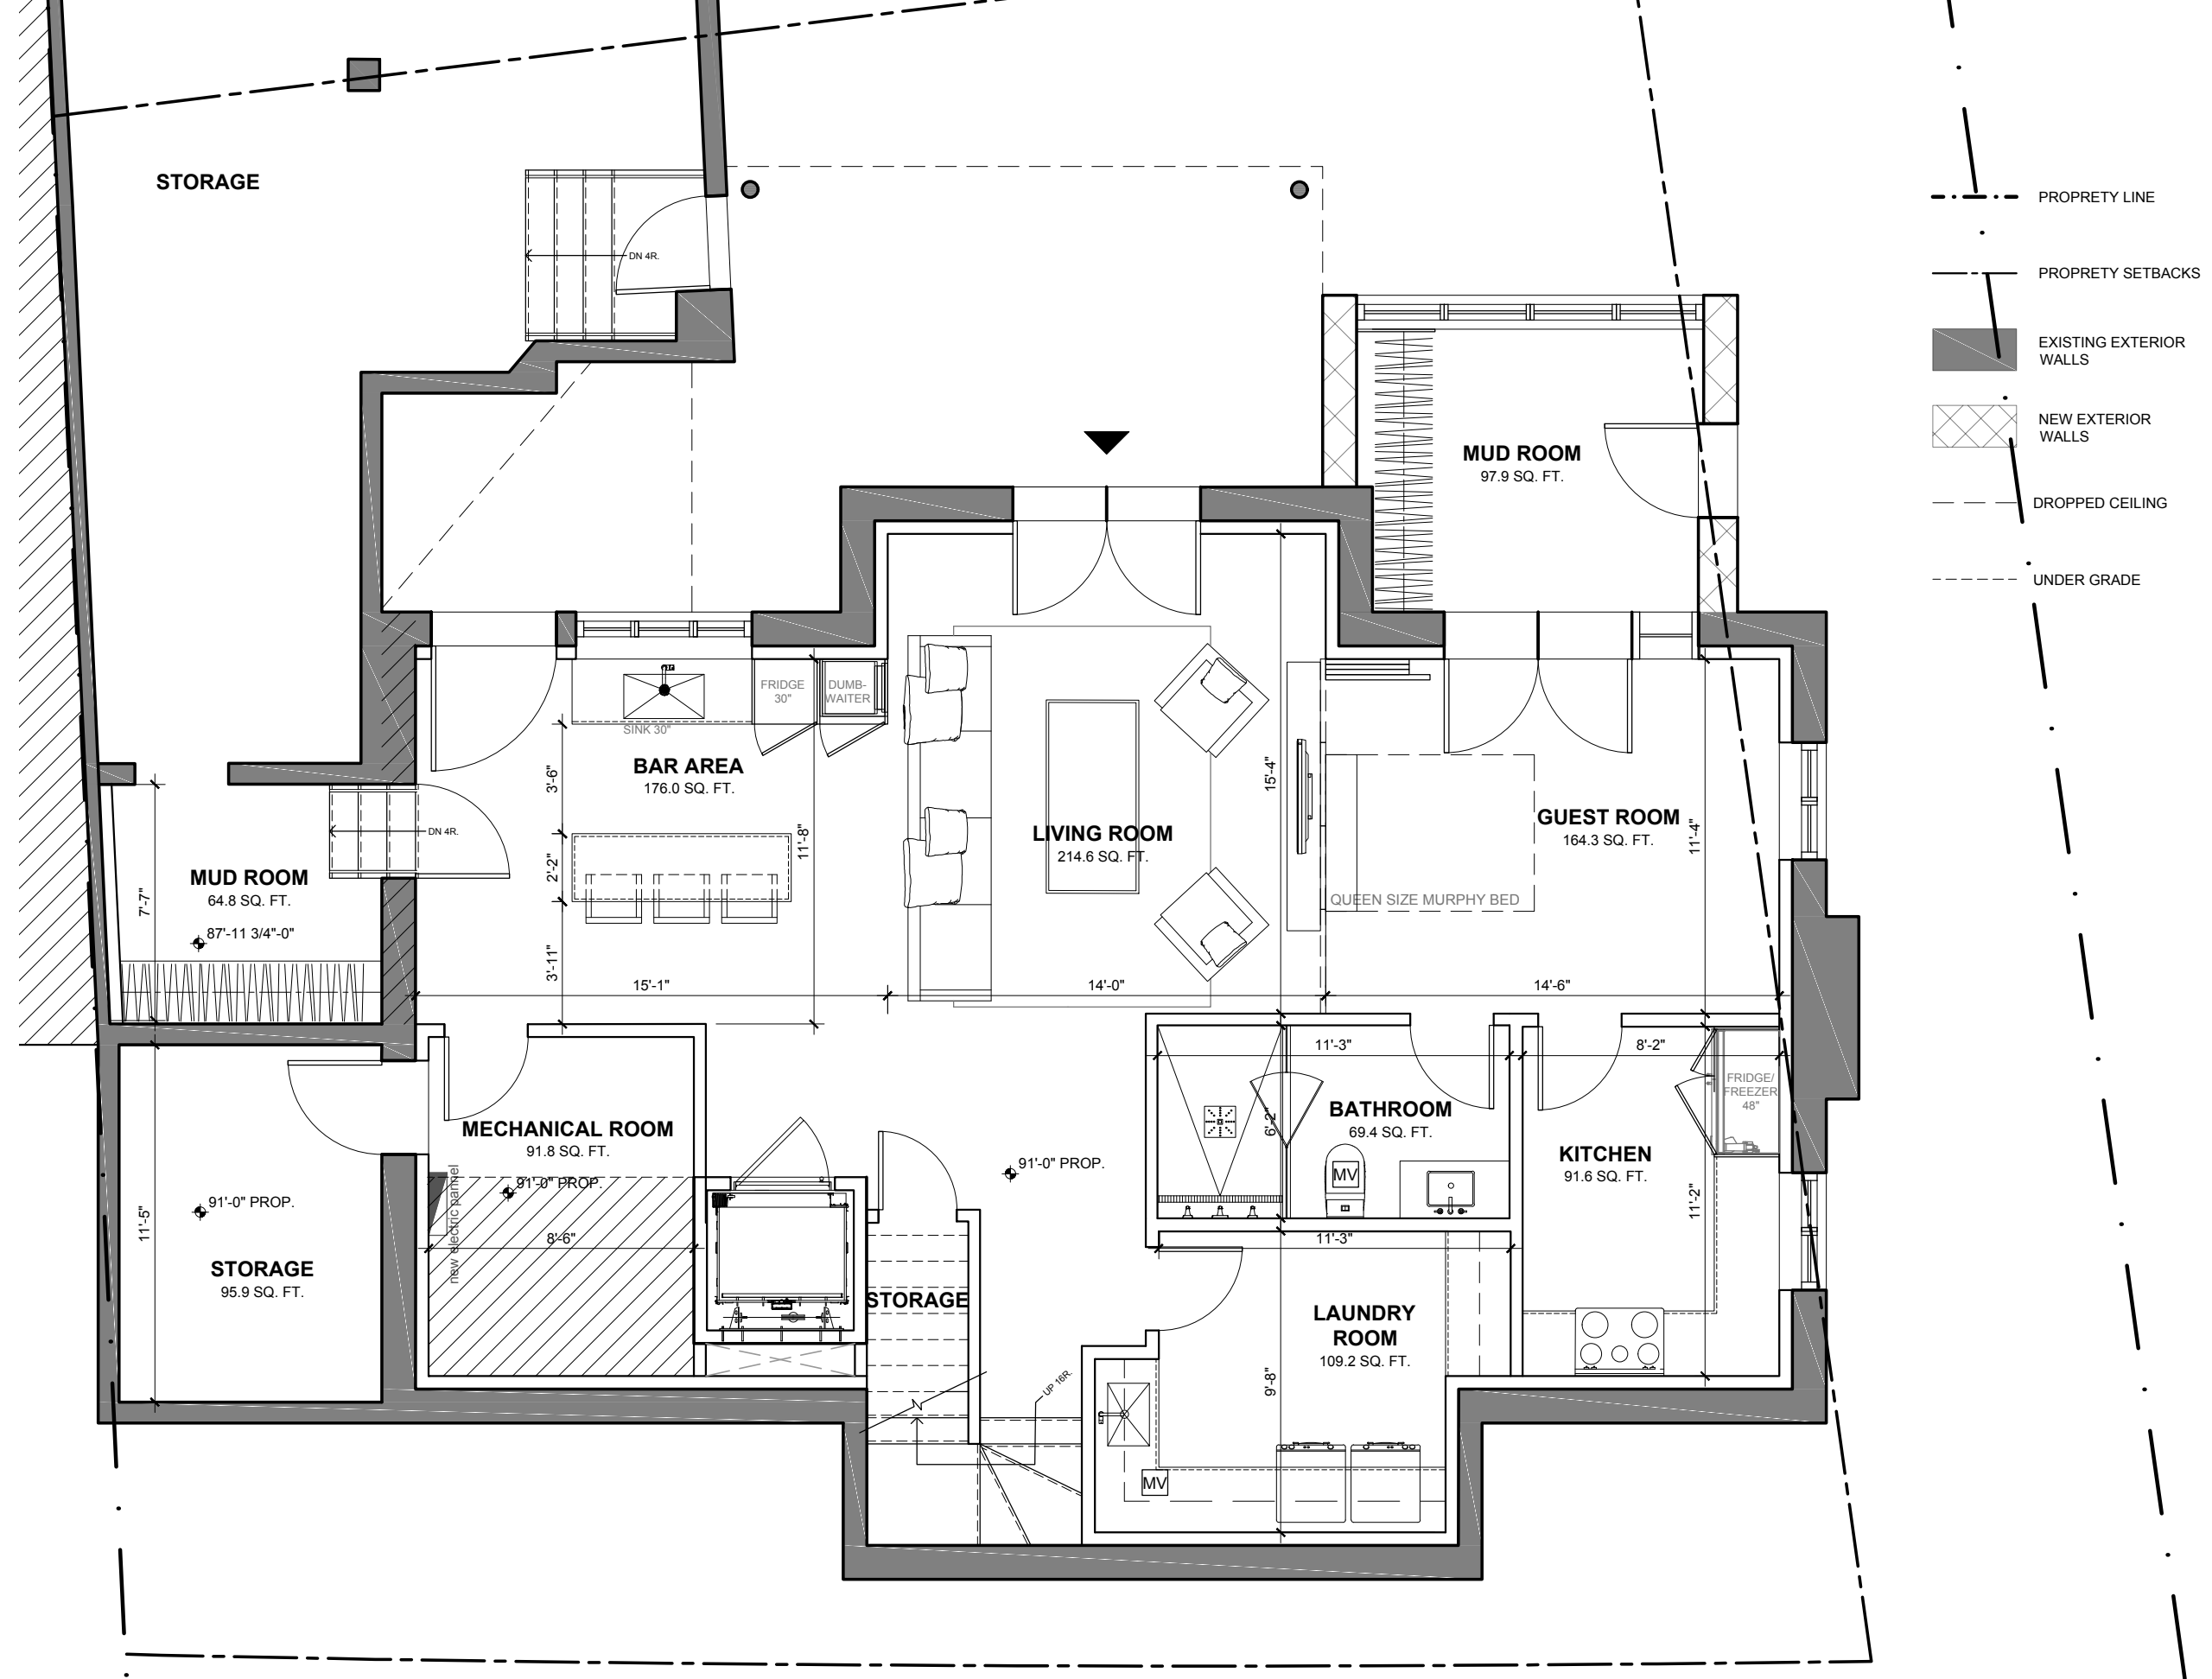 STORAGE
DN 4R.
PROPRETY LINE
PROPRETY SETBACKS
EXISTING EXTERIOR
WALLS
NEW EXTERIOR
WALLS
DROPPED CEILING
UNDER GRADE
MUD ROOM
97.9 SQ. FT.
FRIDGE
30"
DUMB-
WAITER
SINK 30"
BAR AREA
176.0 SQ. FT.
3'-6"
2'-2"
3'-11"
11'-8"
15'-1"
LIVING ROOM
214.6 SQ. FT.
15'-4"
14'-0"
GUEST ROOM
164.3 SQ. FT.
11'-4"
QUEEN SIZE MURPHY BED
14'-6"
DN 4R.
MUD ROOM
64.8 SQ. FT.
87'-11 3/4"-0"
7'-7"
MECHANICAL ROOM
91.8 SQ. FT.
91'-0" PROP.
new electric pannel
8'-6"
91'-0" PROP.
11'-5"
STORAGE
95.9 SQ. FT.
STORAGE
91'-0" PROP.
UP 16R.
N
11'-3"
6'-2"
BATHROOM
69.4 SQ. FT.
MV
8'-2"
FRIDGE/
FREEZER
48"
KITCHEN
91.6 SQ. FT.
11'-2"
11'-3"
LAUNDRY
ROOM
109.2 SQ. FT.
9'-8"
MV